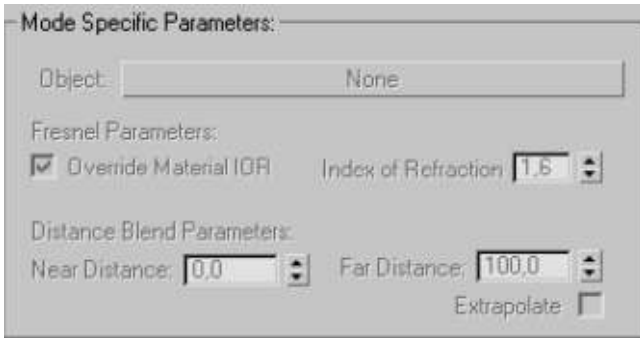 Mode Specific Parameters:
Object: None
Fresnel Parameters:
Override Material IOR Index of Refraction 1,6
Distance Blend Parameters:
Near Distance: 0,0 Far Distance: 100,0
Extrapolate